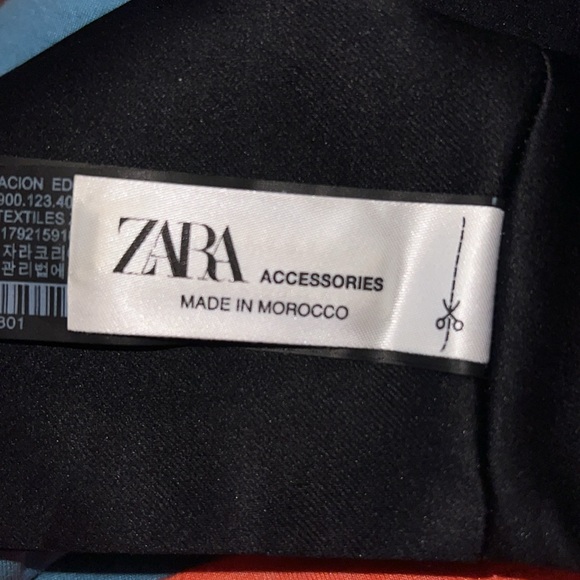 ACION ED
900.123.40
TEXTILES
17921591
자라코리
관리법에
301
ZARA ACCESSORIES
MADE IN MOROCCO